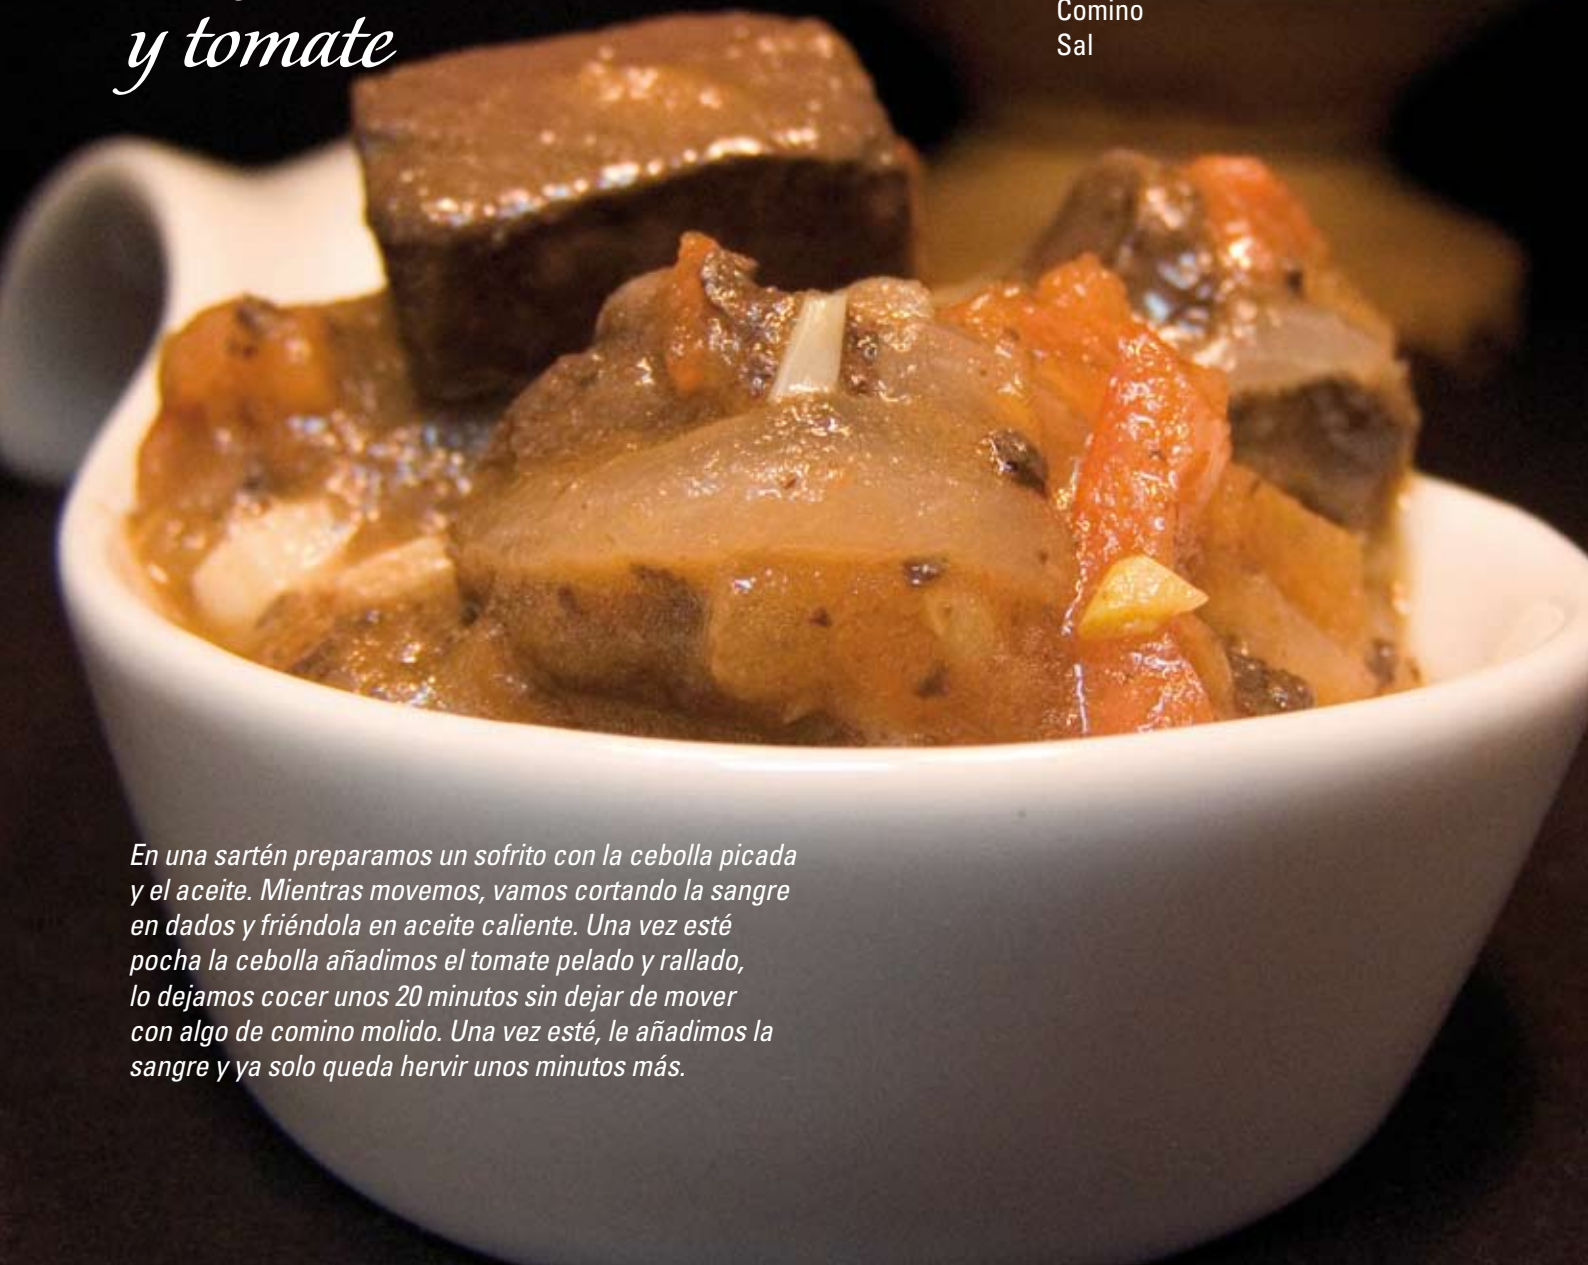 y tomate
Comino
Sal
En una sartén preparamos un sofrito con la cebolla picada
y el aceite. Mientras movemos, vamos cortando la sangre
en dados y friéndola en aceite caliente. Una vez esté
pocha la cebolla añadimos el tomate pelado y rallado,
lo dejamos cocer unos 20 minutos sin dejar de mover
con algo de comino molido. Una vez esté, le añadimos la
sangre y ya solo queda hervir unos minutos más.